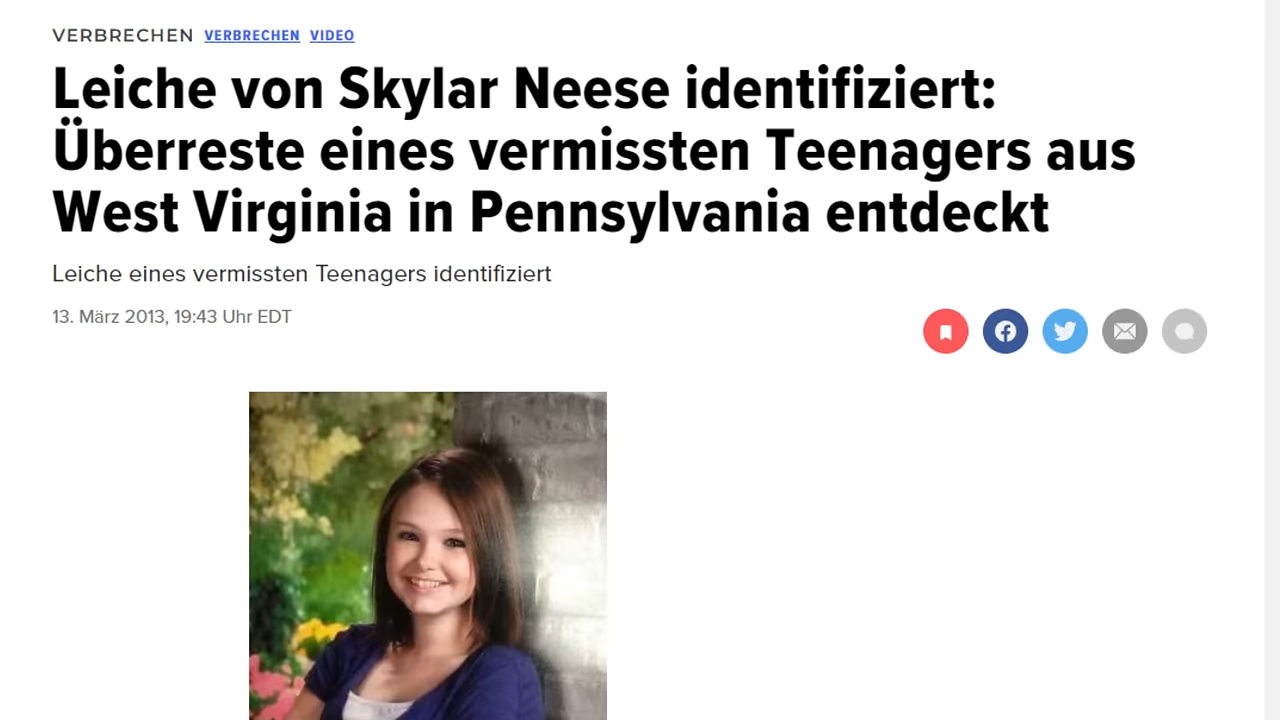 VERBRECHEN VERBRECHEN VIDEO
Leiche von Skylar Neese identifiziert:
Überreste eines vermissten Teenagers aus
West Virginia in Pennsylvania entdeckt
Leiche eines vermissten Teenagers identifiziert
13. März 2013, 19:43 Uhr EDT